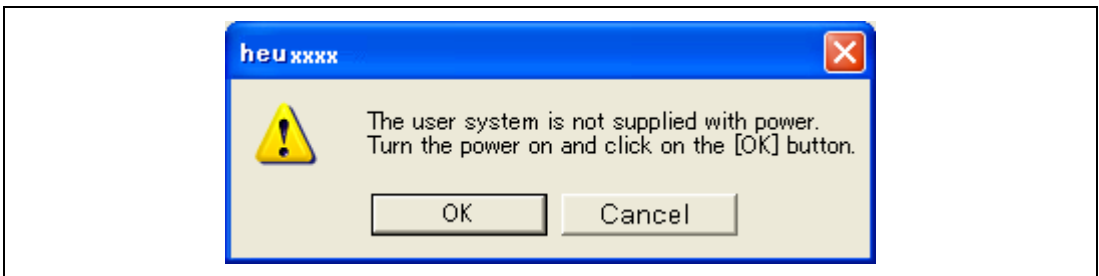 heuxxxx
The user system is not supplied with power.
Turn the power on and click on the [OK] button.
OK
Cancel